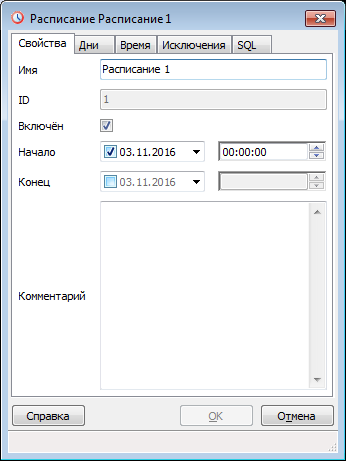 Расписание Расписание 1
Свойства Дни Время Исключения SQL
Имя Расписание 1
ID 1
Включён
Начало 03.11.2016 00:00:00
Конец 03.11.2016
Комментарий
Справка OK Отмена